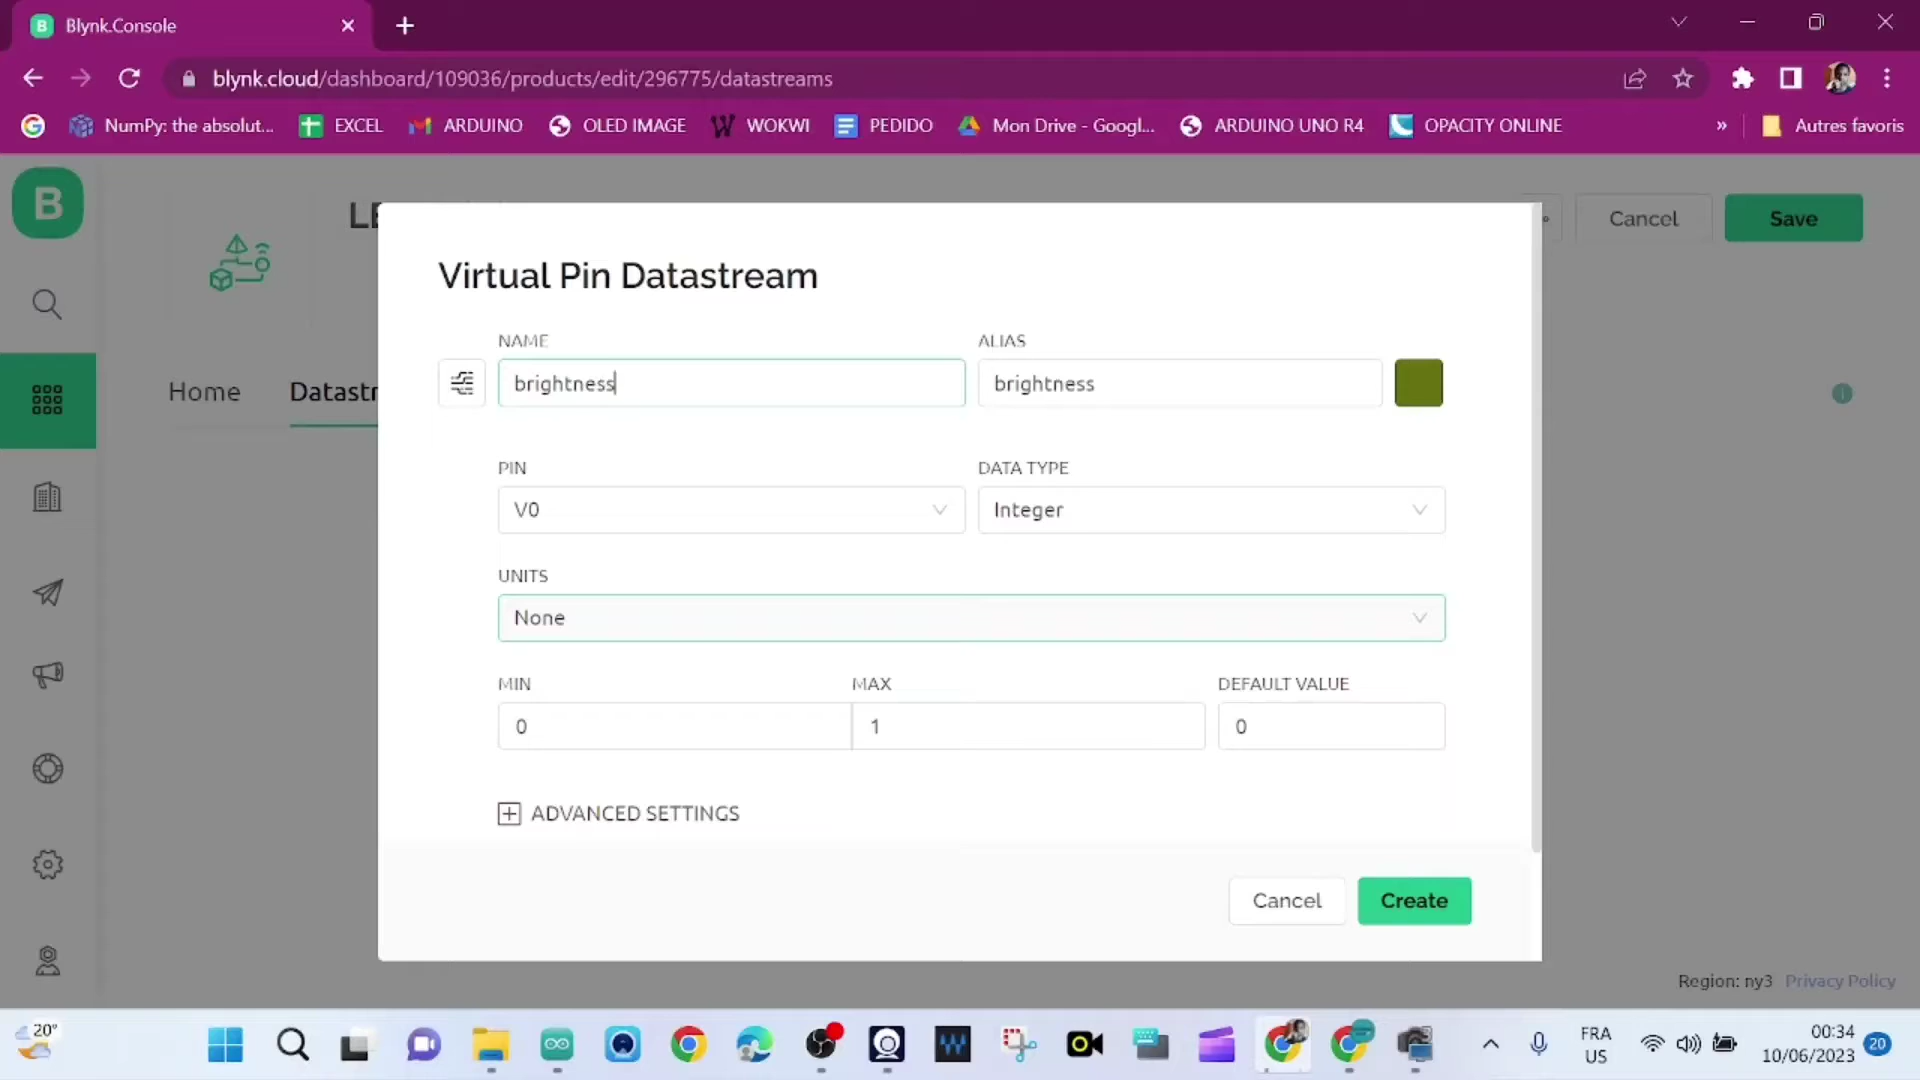 Blynk.Console
blynk.cloud/dashboard/109036/products/edit/296775/datastreams
NumPy: the absolut... EXCEL ARDUINO OLED IMAGE WOKWI PEDIDO Mon Drive - Googl... ARDUINO UNO R4 OPACITY ONLINE » Autres favoris
B
LE
Cancel
Save
Virtual Pin Datastream
NAME
ALIAS
brightness
brightness
Home
Datastr
PIN
DATA TYPE
V0
Integer
UNITS
None
MIN
MAX
DEFAULT VALUE
0
1
0
ADVANCED SETTINGS
Cancel
Create
Region: ny3 Privacy Policy
20°
FRA
US
00:34
10/06/2023
20